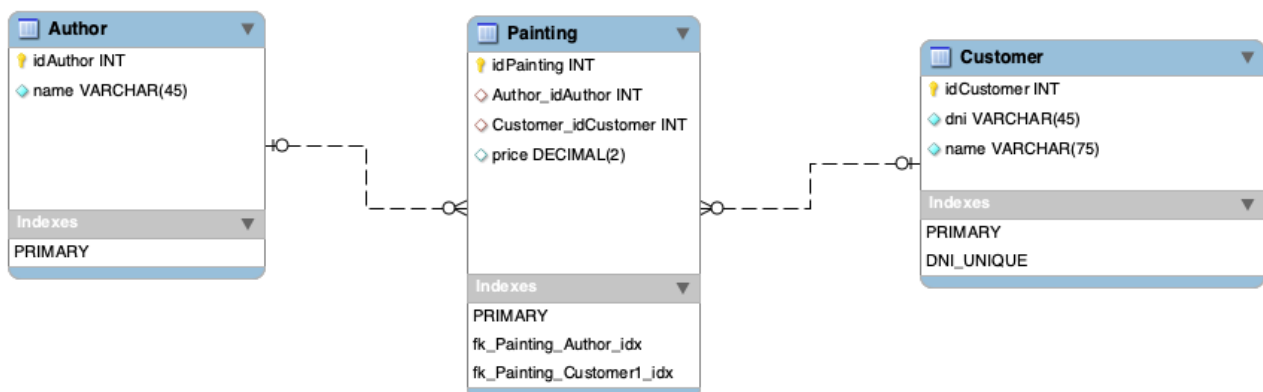 Author
idAuthor INT
name VARCHAR(45)
Indexes
PRIMARY
Painting
idPainting INT
Author_idAuthor INT
Customer_idCustomer INT
price DECIMAL(2)
Indexes
PRIMARY
fk_Painting_Author_idx
fk_Painting_Customer1_idx
Customer
idCustomer INT
dni VARCHAR(45)
name VARCHAR(75)
Indexes
PRIMARY
DNI_UNIQUE